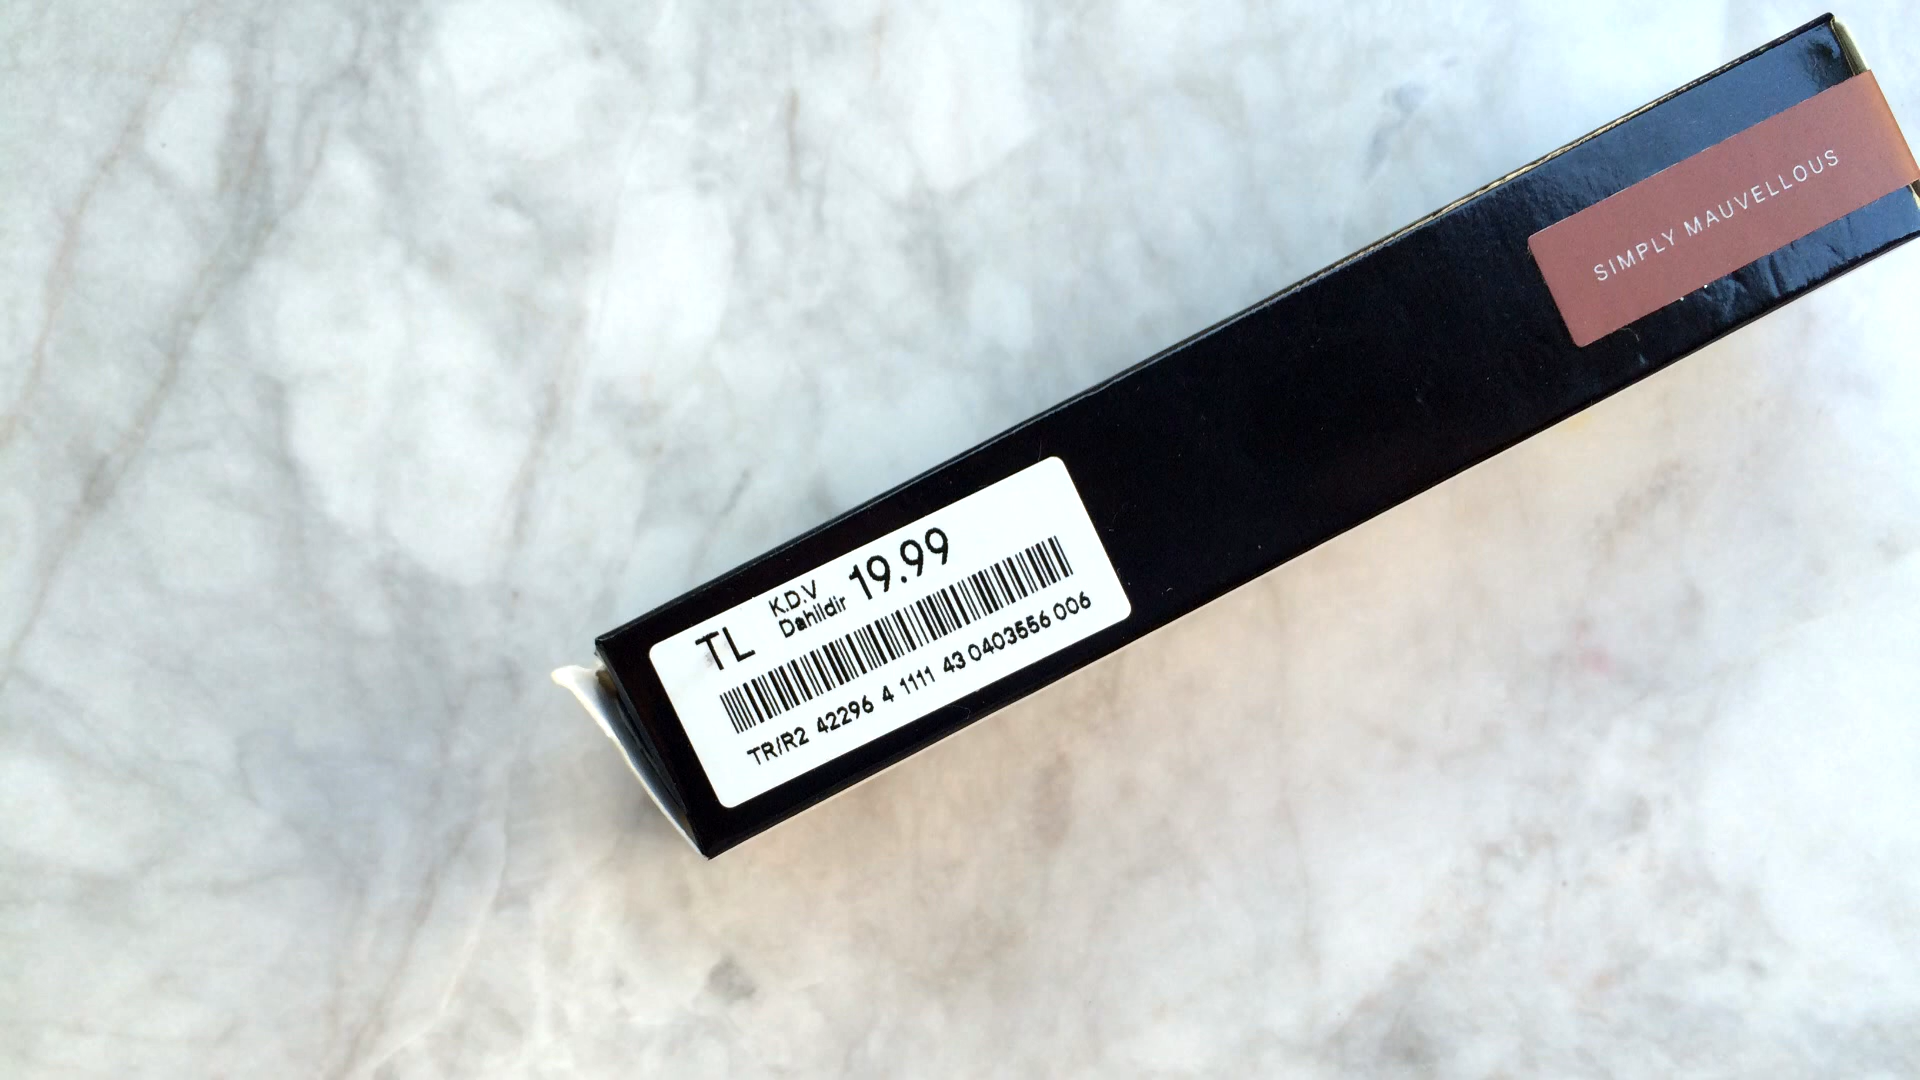 SIMPLY MAUVELLOUS
TL K.D.V 19.99
Dahildir
TR/R2 42296 4 1111 43 0403556 006